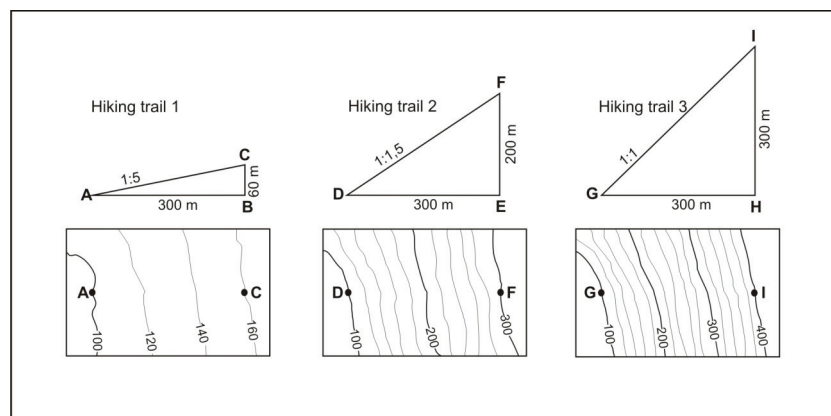 Hiking trail 1
C
1:5
60 m
A
300 m
B
Hiking trail 2
F
1:1,5
200 m
D
300 m
E
Hiking trail 3
I
1:1
300 m
G
300 m
H
A
C
100
120
140
160
D
F
100
200
300
G
I
100
200
300
400